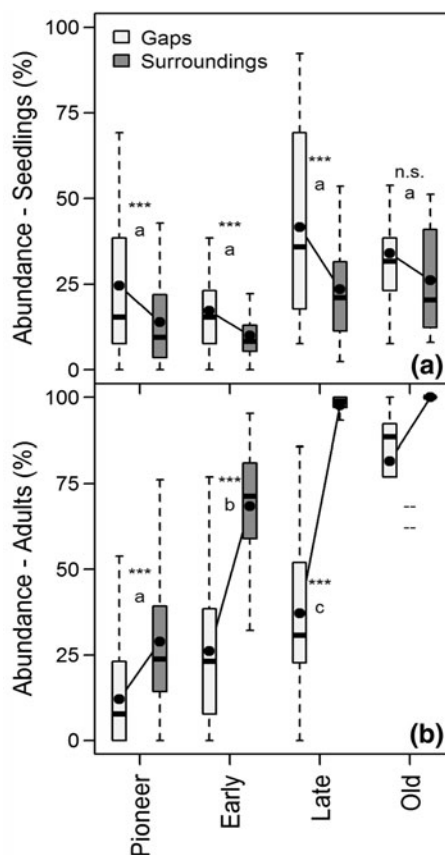 Abundance - Seedlings (%)
100
75
50
25
0
Gaps
Surroundings
***
a
***
a
***
a
n.s.
a
(a)
Abundance - Adults (%)
100
75
50
25
0
***
a
***
b
***
c
--
--
(b)
Pioneer
Early
Late
Old